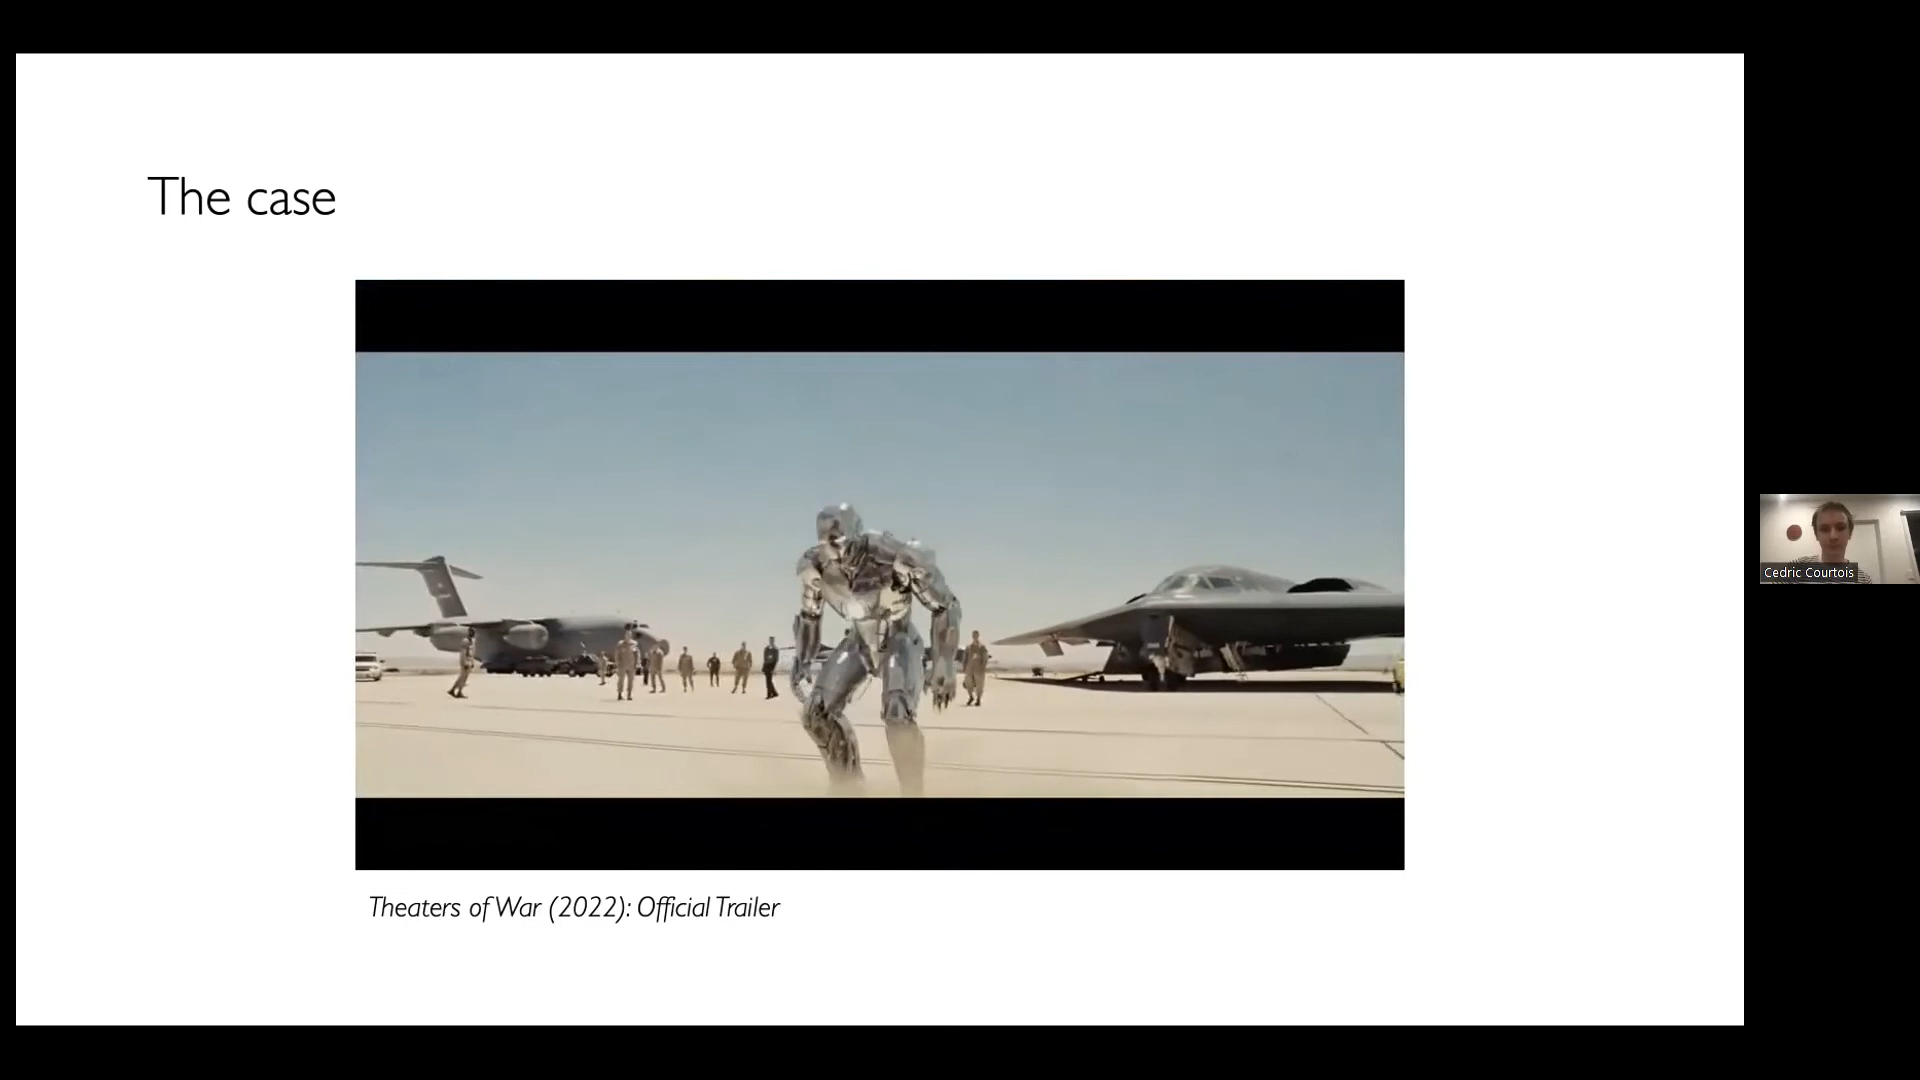 The case
Theaters of War (2022): Official Trailer
Cedric Courtois